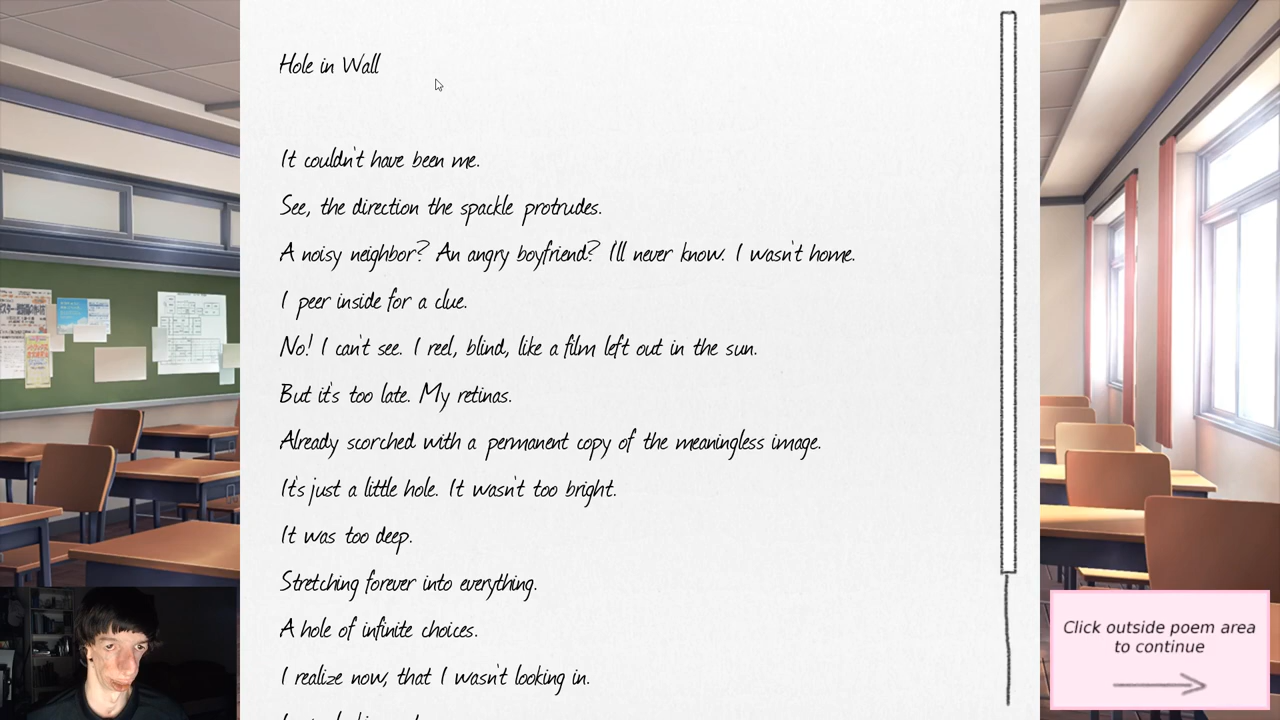 Hole in Wall
It couldn't have been me.
See, the direction the spackle protrudes.
A noisy neighbor? An angry boyfriend? I'll never know. I wasn't home.
I peer inside for a clue.
No! I can't see. I reel, blind, like a film left out in the sun.
But it's too late. My retinas.
Already scorched with a permanent copy of the meaningless image.
It's just a little hole. It wasn't too bright.
It was too deep.
Stretching forever into everything.
A hole of infinite choices.
I realize now, that I wasn't looking in.
Click outside poem area
to continue